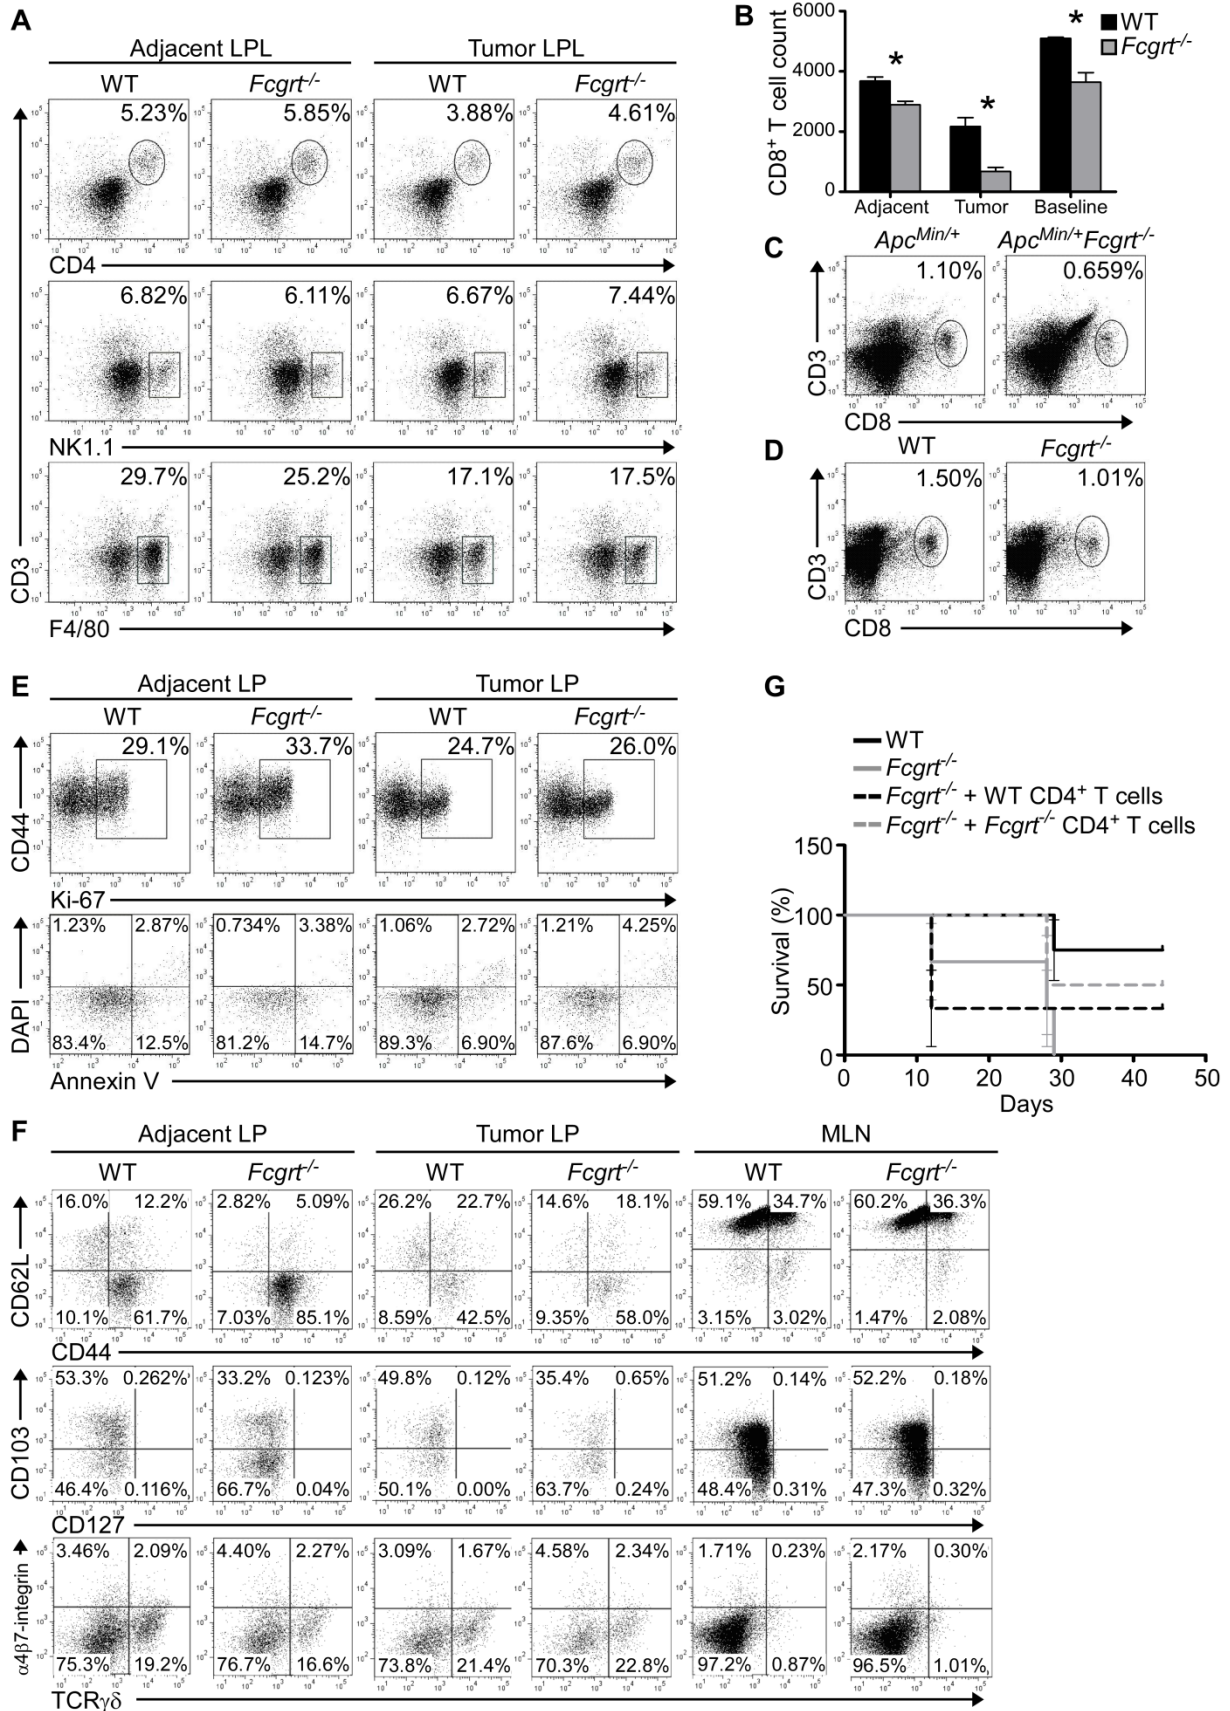 A
Adjacent LPL
Tumor LPL
WT
Fcgrt-/-
WT
Fcgrt-/-
5.23%
5.85%
3.88%
4.61%
CD4
6.82%
6.11%
6.67%
7.44%
NK1.1
29.7%
25.2%
17.1%
17.5%
CD3
F4/80
B
6000
4000
2000
0
CD8+ T cell count
WT
Fcgrt-/-
*
*
*
Adjacent
Tumor
Baseline
C
ApcMin/+
ApcMin/+Fcgrt-/-
1.10%
0.659%
CD3
CD8
D
WT
Fcgrt-/-
1.50%
1.01%
CD3
CD8
E
Adjacent LP
Tumor LP
WT
Fcgrt-/-
WT
Fcgrt-/-
29.1%
33.7%
24.7%
26.0%
CD44
Ki-67
1.23% 2.87%
0.734% 3.38%
1.06% 2.72%
1.21% 4.25%
DAPI
83.4% 12.5%
81.2% 14.7%
89.3% 6.90%
87.6% 6.90%
Annexin V
G
WT
Fcgrt-/-
Fcgrt-/- + WT CD4+ T cells
Fcgrt-/- + Fcgrt-/- CD4+ T cells
150
100
50
0
Survival (%)
0 10 20 30 40 50
Days
F
Adjacent LP
Tumor LP
MLN
WT
Fcgrt-/-
WT
Fcgrt-/-
WT
Fcgrt-/-
16.0% 12.2%
2.82% 5.09%
26.2% 22.7%
14.6% 18.1%
59.1% 34.7%
60.2% 36.3%
CD62L
10.1% 61.7%
7.03% 85.1%
8.59% 42.5%
9.35% 58.0%
3.15% 3.02%
1.47% 2.08%
CD44
53.3% 0.262%
33.2% 0.123%
49.8% 0.12%
35.4% 0.65%
51.2% 0.14%
52.2% 0.18%
CD103
46.4% 0.116%
66.7% 0.04%
50.1% 0.00%
63.7% 0.24%
48.4% 0.31%
47.3% 0.32%
CD127
3.46% 2.09%
4.40% 2.27%
3.09% 1.67%
4.58% 2.34%
1.71% 0.23%
2.17% 0.30%
α4β7-integrin
75.3% 19.2%
76.7% 16.6%
73.8% 21.4%
70.3% 22.8%
97.2% 0.87%
96.5% 1.01%
TCRγδ